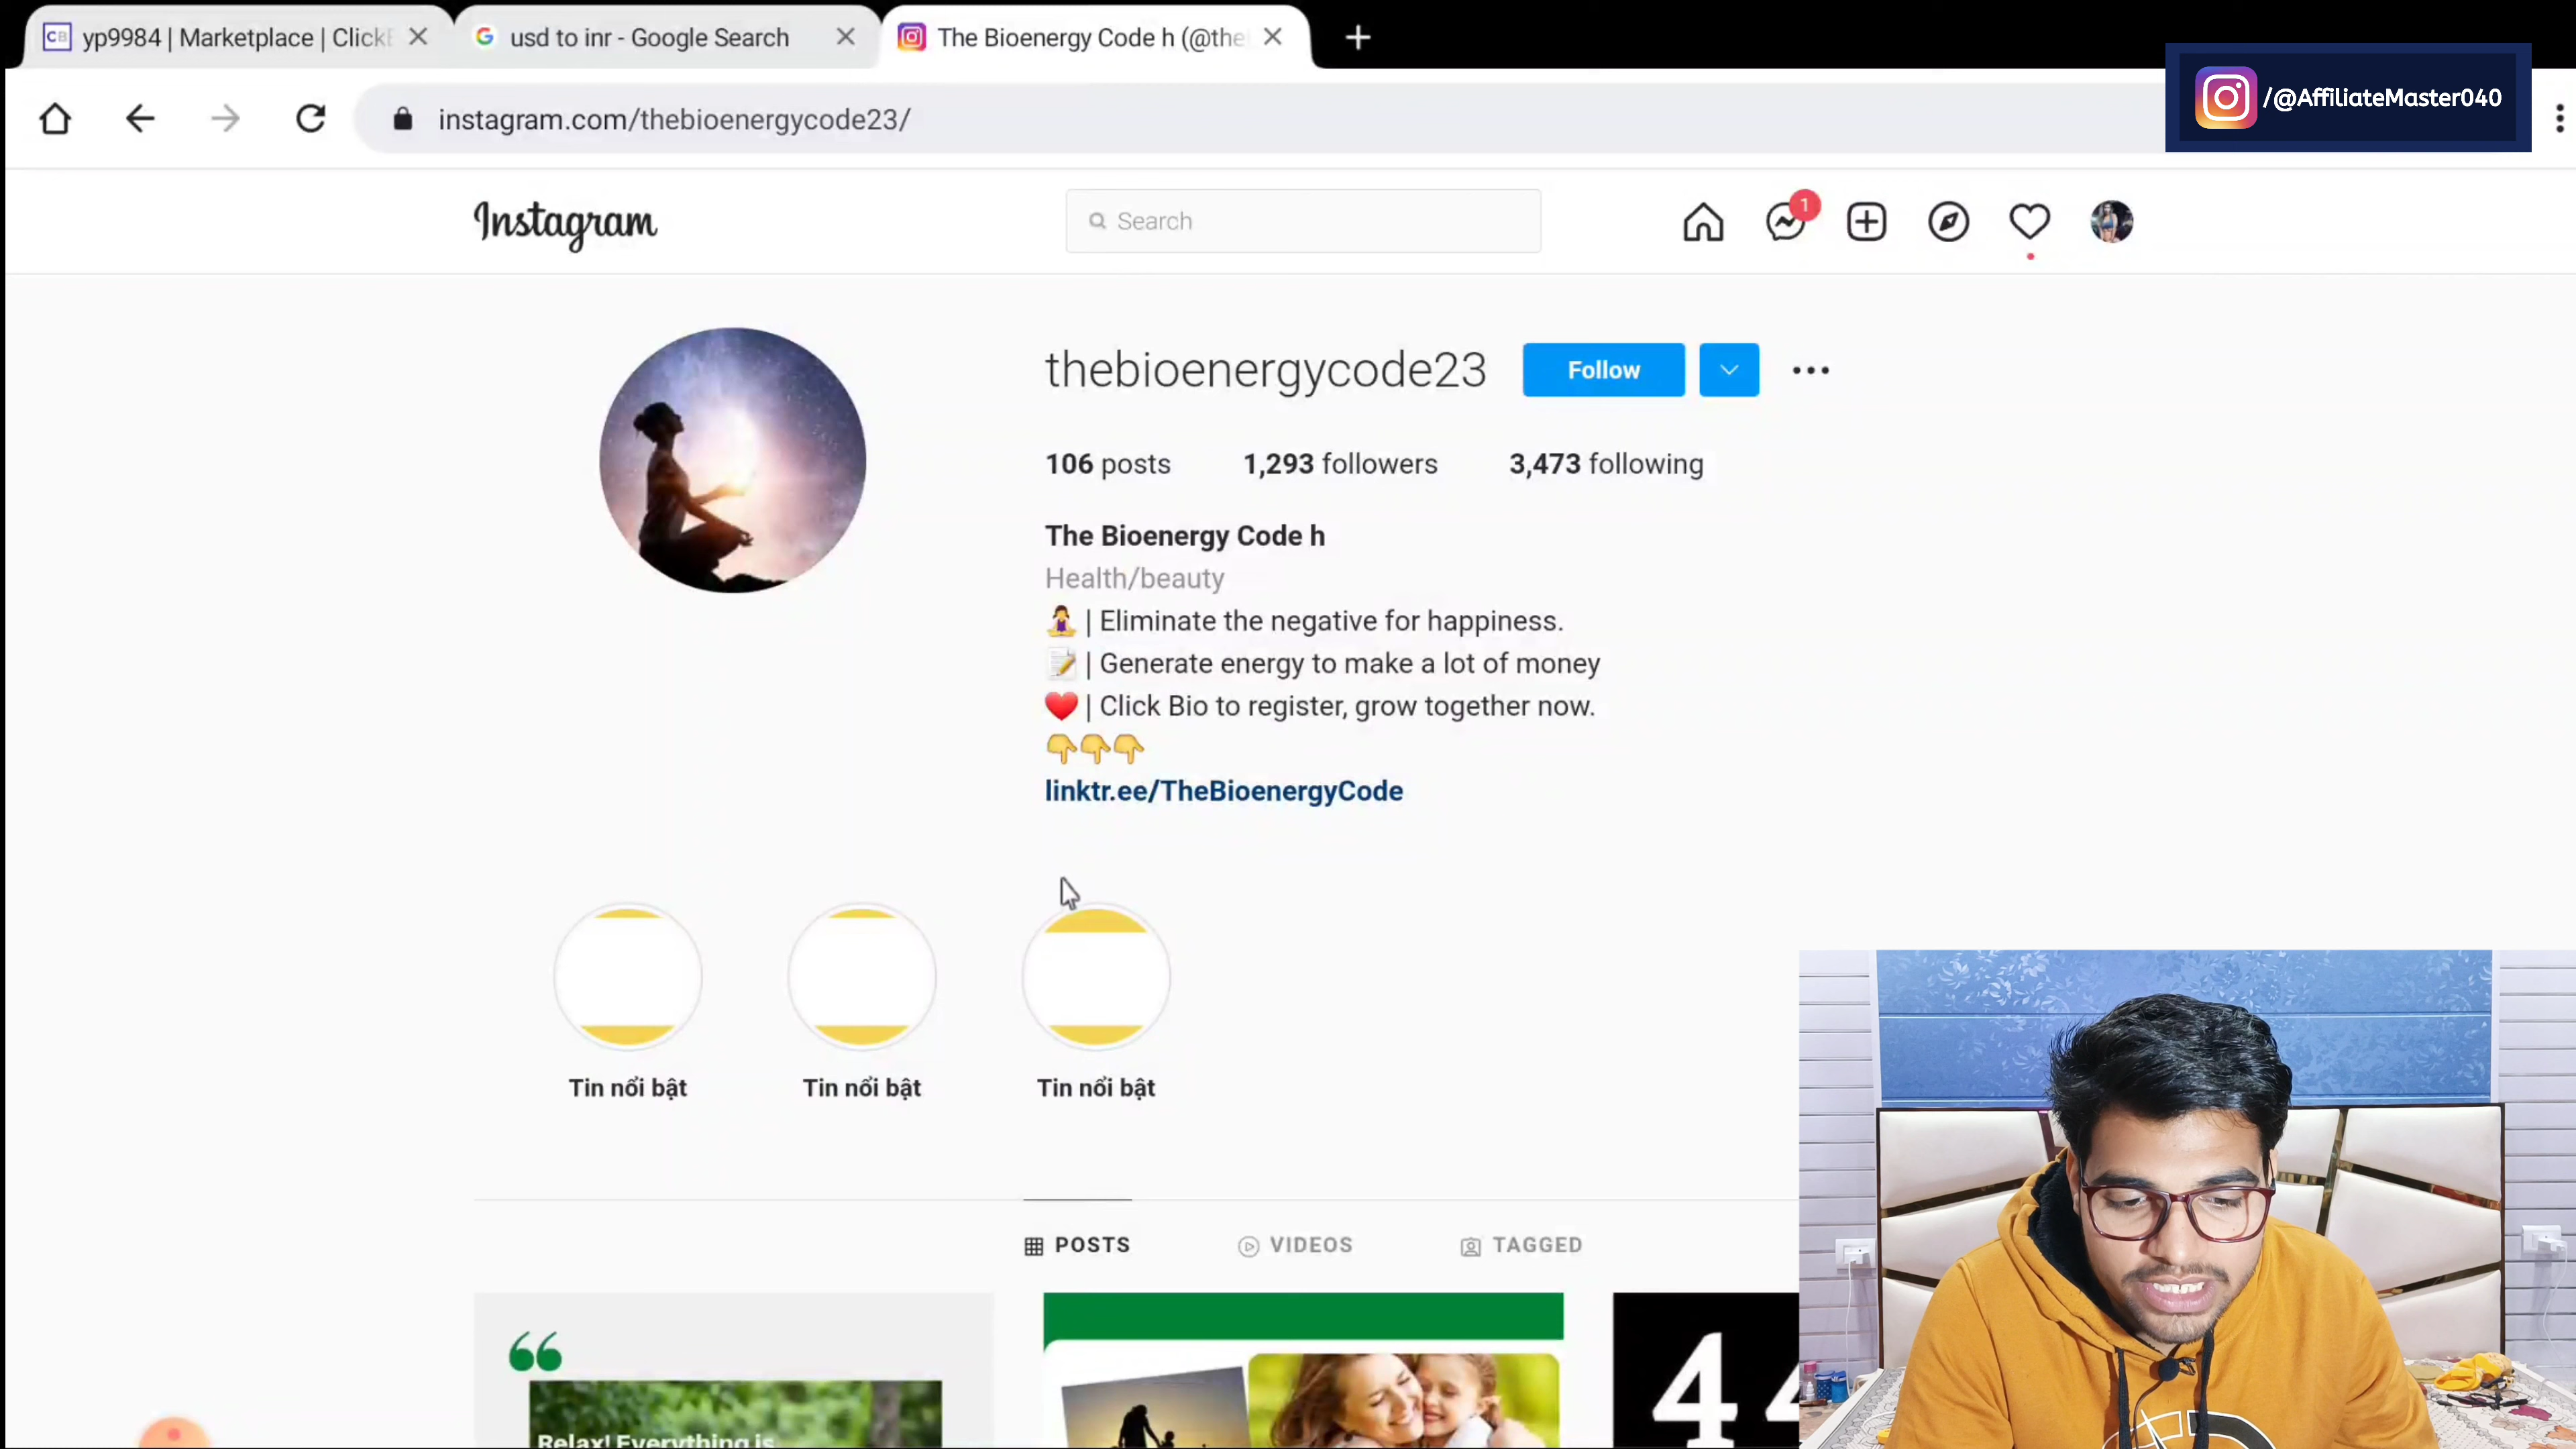 CB yp9984 | Marketplace | Click
usd to inr - Google Search
The Bioenergy Code h (@the
/@AffiliateMaster040
instagram.com/thebioenergycode23/
Instagram
Search
1
thebioenergycode23
Follow
106 posts 1,293 followers 3,473 following
The Bioenergy Code h
Health/beauty
| Eliminate the negative for happiness.
| Generate energy to make a lot of money
| Click Bio to register, grow together now.
linktr.ee/TheBioenergyCode
Tin nổi bật Tin nổi bật Tin nổi bật
POSTS VIDEOS TAGGED
Relax! Everything is
4